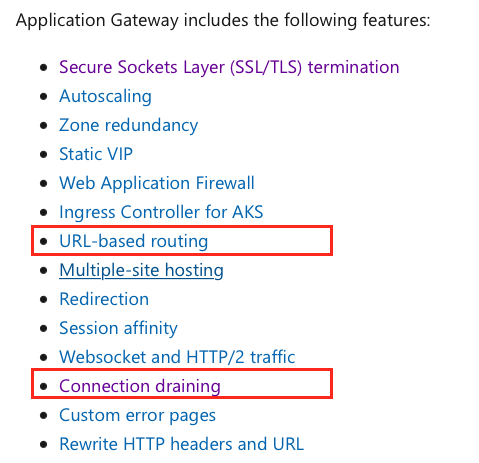 Application Gateway includes the following features:
Secure Sockets Layer (SSL/TLS) termination
Autoscaling
Zone redundancy
Static VIP
Web Application Firewall
Ingress Controller for AKS
URL-based routing
Multiple-site hosting
Redirection
Session affinity
Websocket and HTTP/2 traffic
Connection draining
Custom error pages
Rewrite HTTP headers and URL